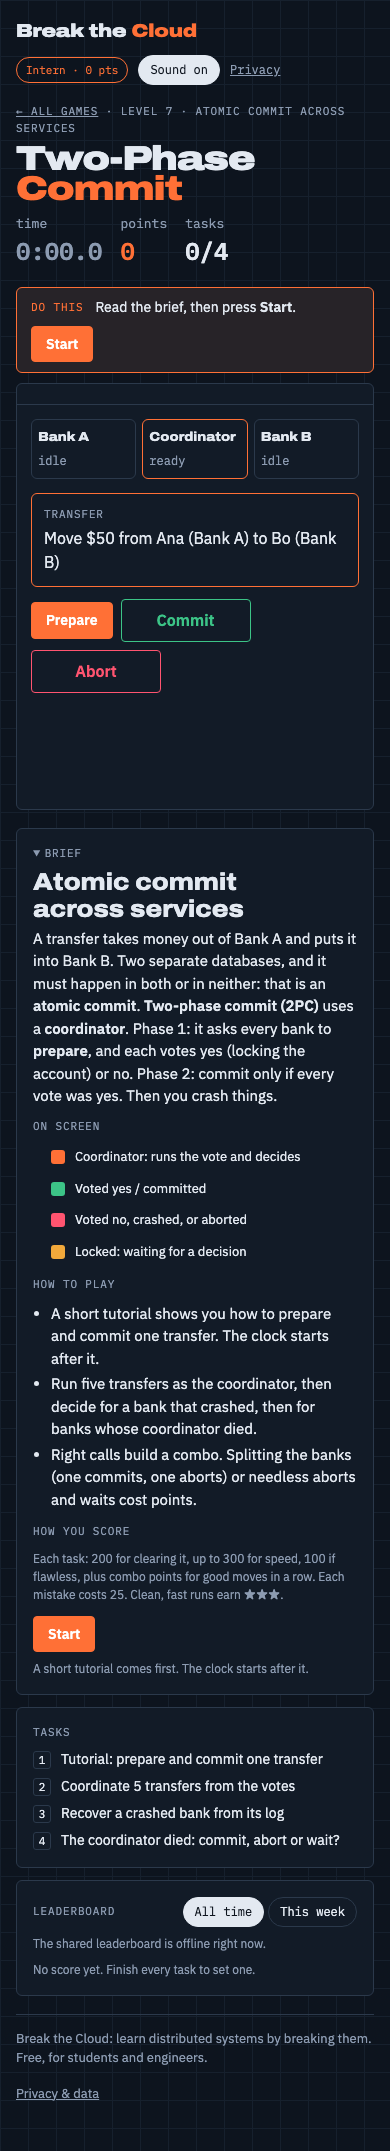 Break the Cloud
Intern · 0 pts
Sound on
Privacy
← ALL GAMES · LEVEL 7 · ATOMIC COMMIT ACROSS
SERVICES
Two-Phase
Commit
time points tasks
0:00.0 0 0/4
DO THIS Read the brief, then press Start.
Start
Bank A Coordinator Bank B
idle ready idle
TRANSFER
Move $50 from Ana (Bank A) to Bo (Bank
B)
Prepare Commit
Abort
▼ BRIEF
Atomic commit
across services
A transfer takes money out of Bank A and puts it
into Bank B. Two separate databases, and it
must happen in both or in neither: that is an
atomic commit. Two-phase commit (2PC) uses
a coordinator. Phase 1: it asks every bank to
prepare, and each votes yes (locking the
account) or no. Phase 2: commit only if every
vote was yes. Then you crash things.
ON SCREEN
Coordinator: runs the vote and decides
Voted yes / committed
Voted no, crashed, or aborted
Locked: waiting for a decision
HOW TO PLAY
• A short tutorial shows you how to prepare
and commit one transfer. The clock starts
after it.
• Run five transfers as the coordinator, then
decide for a bank that crashed, then for
banks whose coordinator died.
• Right calls build a combo. Splitting the banks
(one commits, one aborts) or needless aborts
and waits cost points.
HOW YOU SCORE
Each task: 200 for clearing it, up to 300 for speed, 100 if
flawless, plus combo points for good moves in a row. Each
mistake costs 25. Clean, fast runs earn ★★★.
Start
A short tutorial comes first. The clock starts after it.
TASKS
1 Tutorial: prepare and commit one transfer
2 Coordinate 5 transfers from the votes
3 Recover a crashed bank from its log
4 The coordinator died: commit, abort or wait?
LEADERBOARD All time This week
The shared leaderboard is offline right now.
No score yet. Finish every task to set one.
Break the Cloud: learn distributed systems by breaking them.
Free, for students and engineers.
Privacy & data